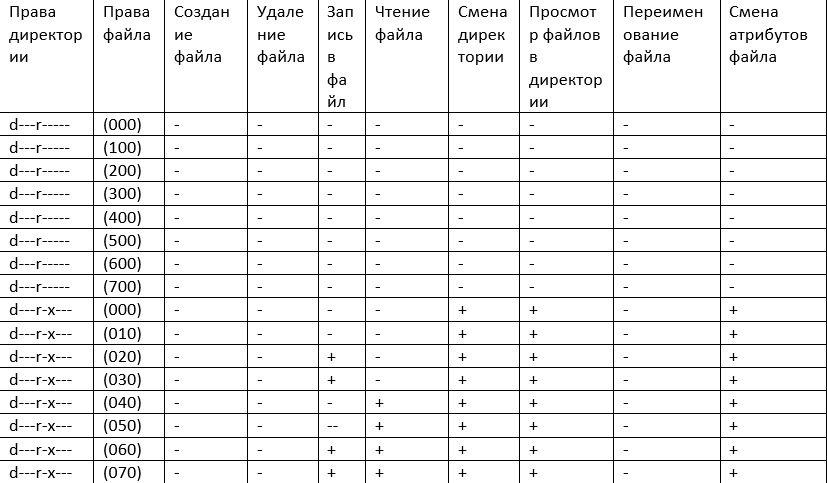 Права директории Права файла Создание файла Удаление файла Запись в файл Чтение файла Смена директории Просмотр файлов в директории Переименование файла Смена атрибутов файла
d---r----- (000) - - - - - - - -
d---r----- (100) - - - - - - - -
d---r----- (200) - - - - - - - -
d---r----- (300) - - - - - - - -
d---r----- (400) - - - - - - - -
d---r----- (500) - - - - - - - -
d---r----- (600) - - - - - - - -
d---r----- (700) - - - - - - - -
d---r-x--- (000) - - - - + + - +
d---r-x--- (010) - - - - + + - +
d---r-x--- (020) - - + - + + - +
d---r-x--- (030) - - + - + + - +
d---r-x--- (040) - - - + + + - +
d---r-x--- (050) - - -- + + + - +
d---r-x--- (060) - - + + + + - +
d---r-x--- (070) - - + + + + - +